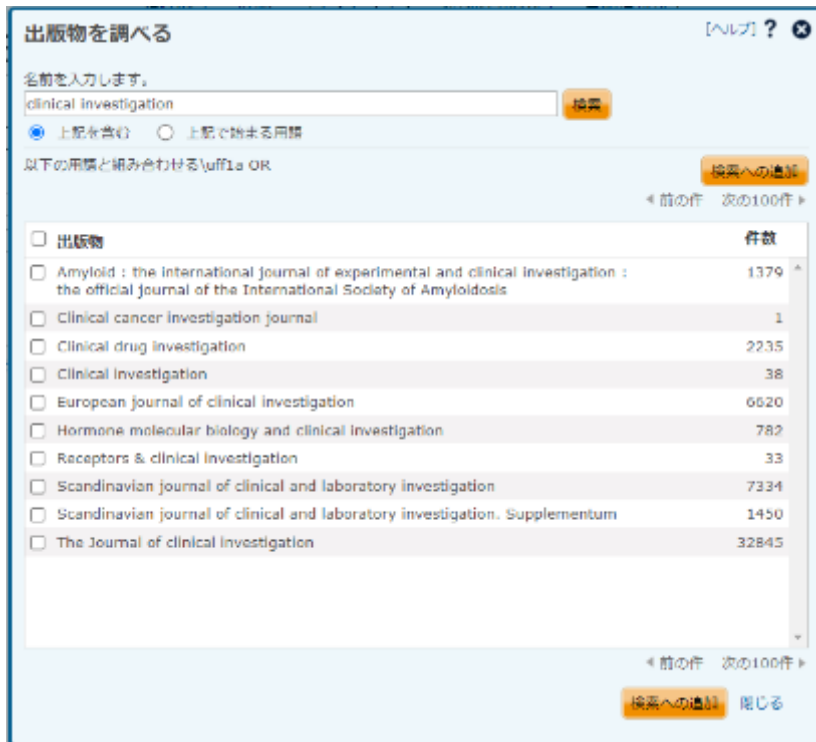 出版物を調べる
[ヘルプ] ?
名前を入力します。
clinical investigation
検索
上記を含む 上記で始まる用語
以下の用語と組み合わせる\uff1a OR
検索への追加
前の件 次の100件
出版物 件数
Amyloid : the international journal of experimental and clinical investigation : 1379
the official journal of the International Society of Amyloidosis
Clinical cancer investigation journal 1
Clinical drug investigation 2235
Clinical investigation 38
European journal of clinical investigation 6620
Hormone molecular biology and clinical investigation 782
Receptors & clinical investigation 33
Scandinavian journal of clinical and laboratory investigation 7334
Scandinavian journal of clinical and laboratory investigation. Supplementum 1450
The Journal of clinical investigation 32845
前の件 次の100件
検索への追加 閉じる